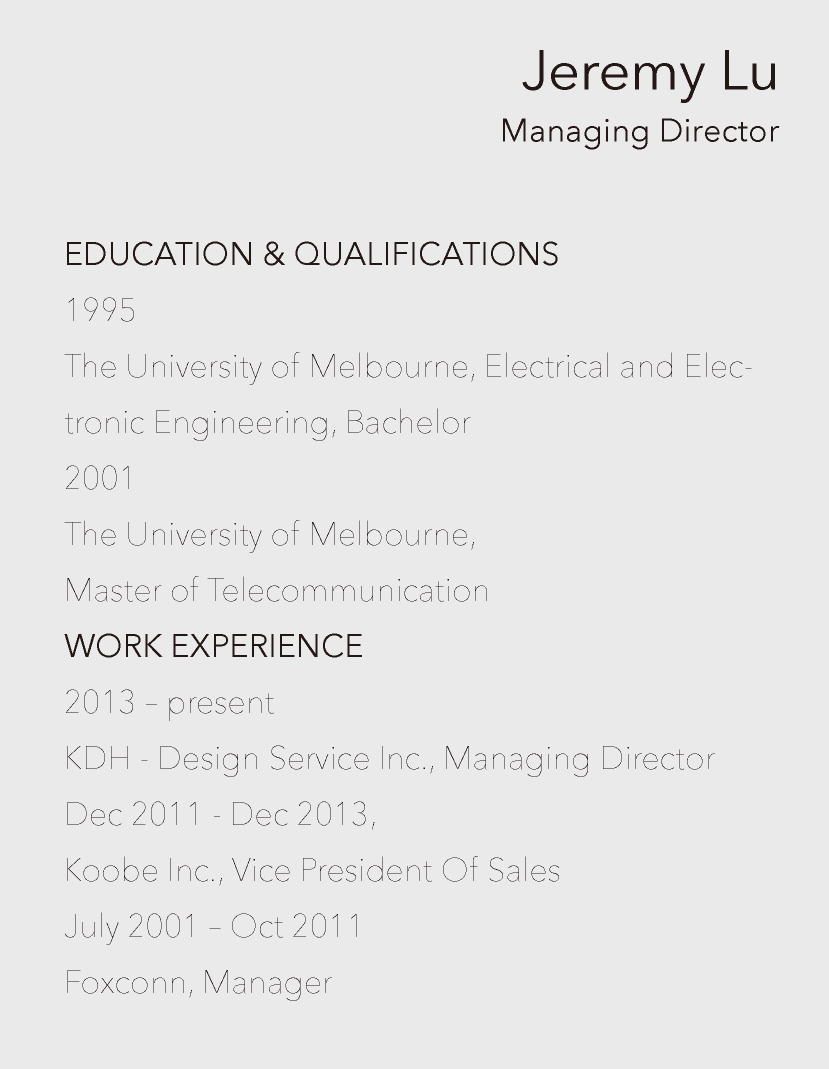 Jeremy Lu
Managing Director
EDUCATION & QUALIFICATIONS
1995
The University of Melbourne, Electrical and Elec-
tronic Engineering, Bachelor
2001
The University of Melbourne,
Master of Telecommunication
WORK EXPERIENCE
2013 – present
KDH - Design Service Inc., Managing Director
Dec 2011 - Dec 2013,
Koobe Inc., Vice President Of Sales
July 2001 – Oct 2011
Foxconn, Manager